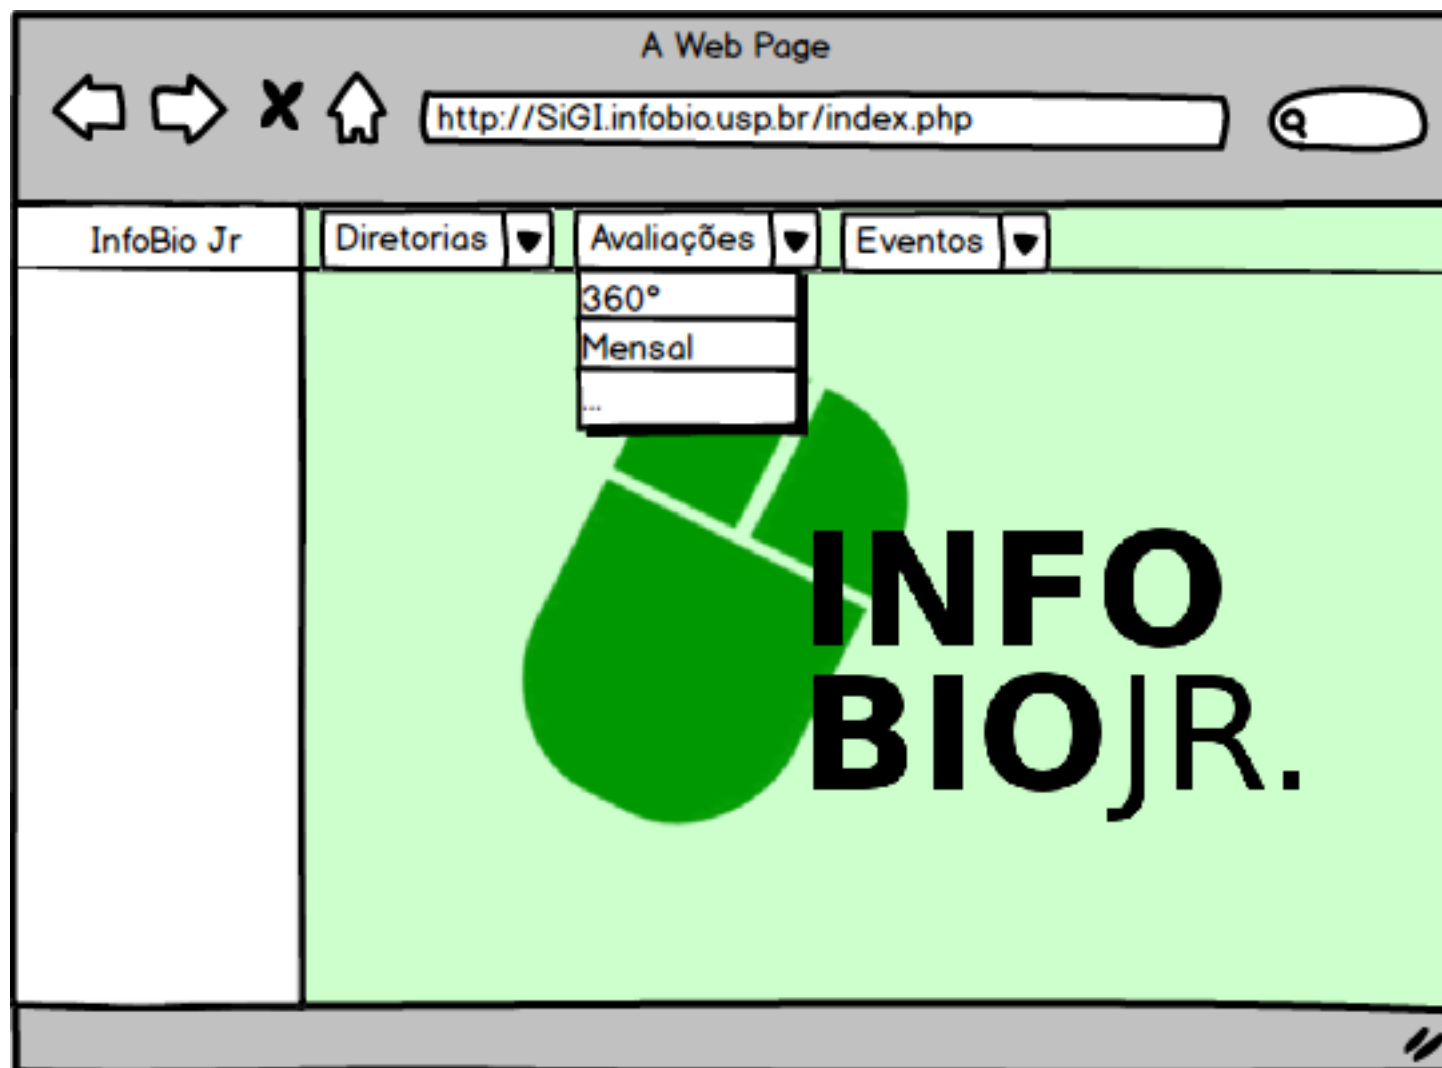 A Web Page
http://SiGI.infobio.usp.br/index.php
InfoBio Jr
Diretorias
Avaliações
Eventos
360°
Mensal
...
INFO
BIOJR.